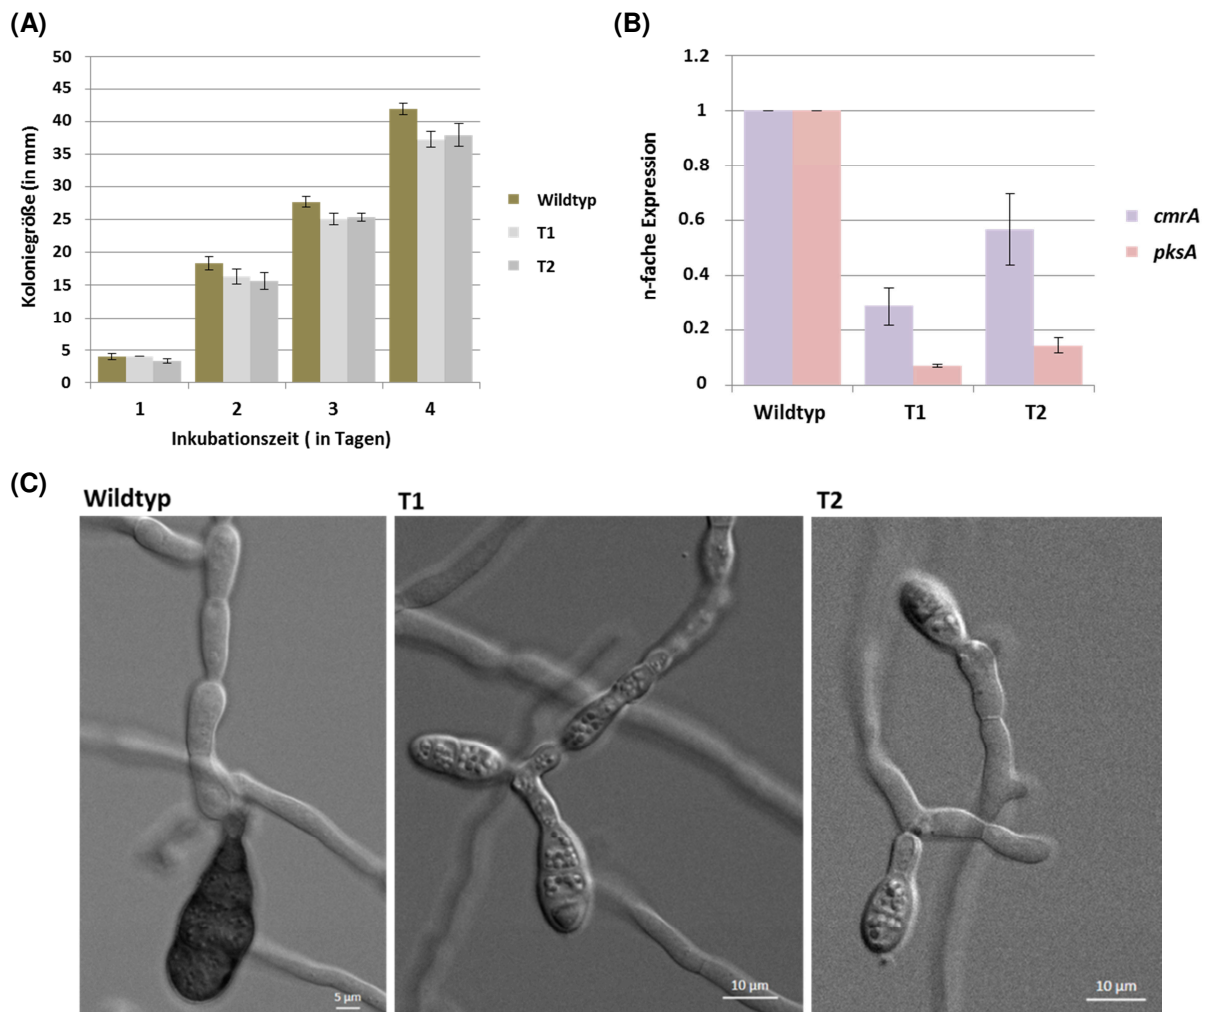 (A)
50
45
40
35
30
25
20
15
10
5
0
Koloniegröße (in mm)
1 2 3 4
Inkubationszeit ( in Tagen)
Wildtyp
T1
T2
(B)
1.2
1
0.8
0.6
0.4
0.2
0
n-fache Expression
Wildtyp T1 T2
cmrA
pksA
(C)
Wildtyp
5 µm
T1
10 µm
T2
10 µm